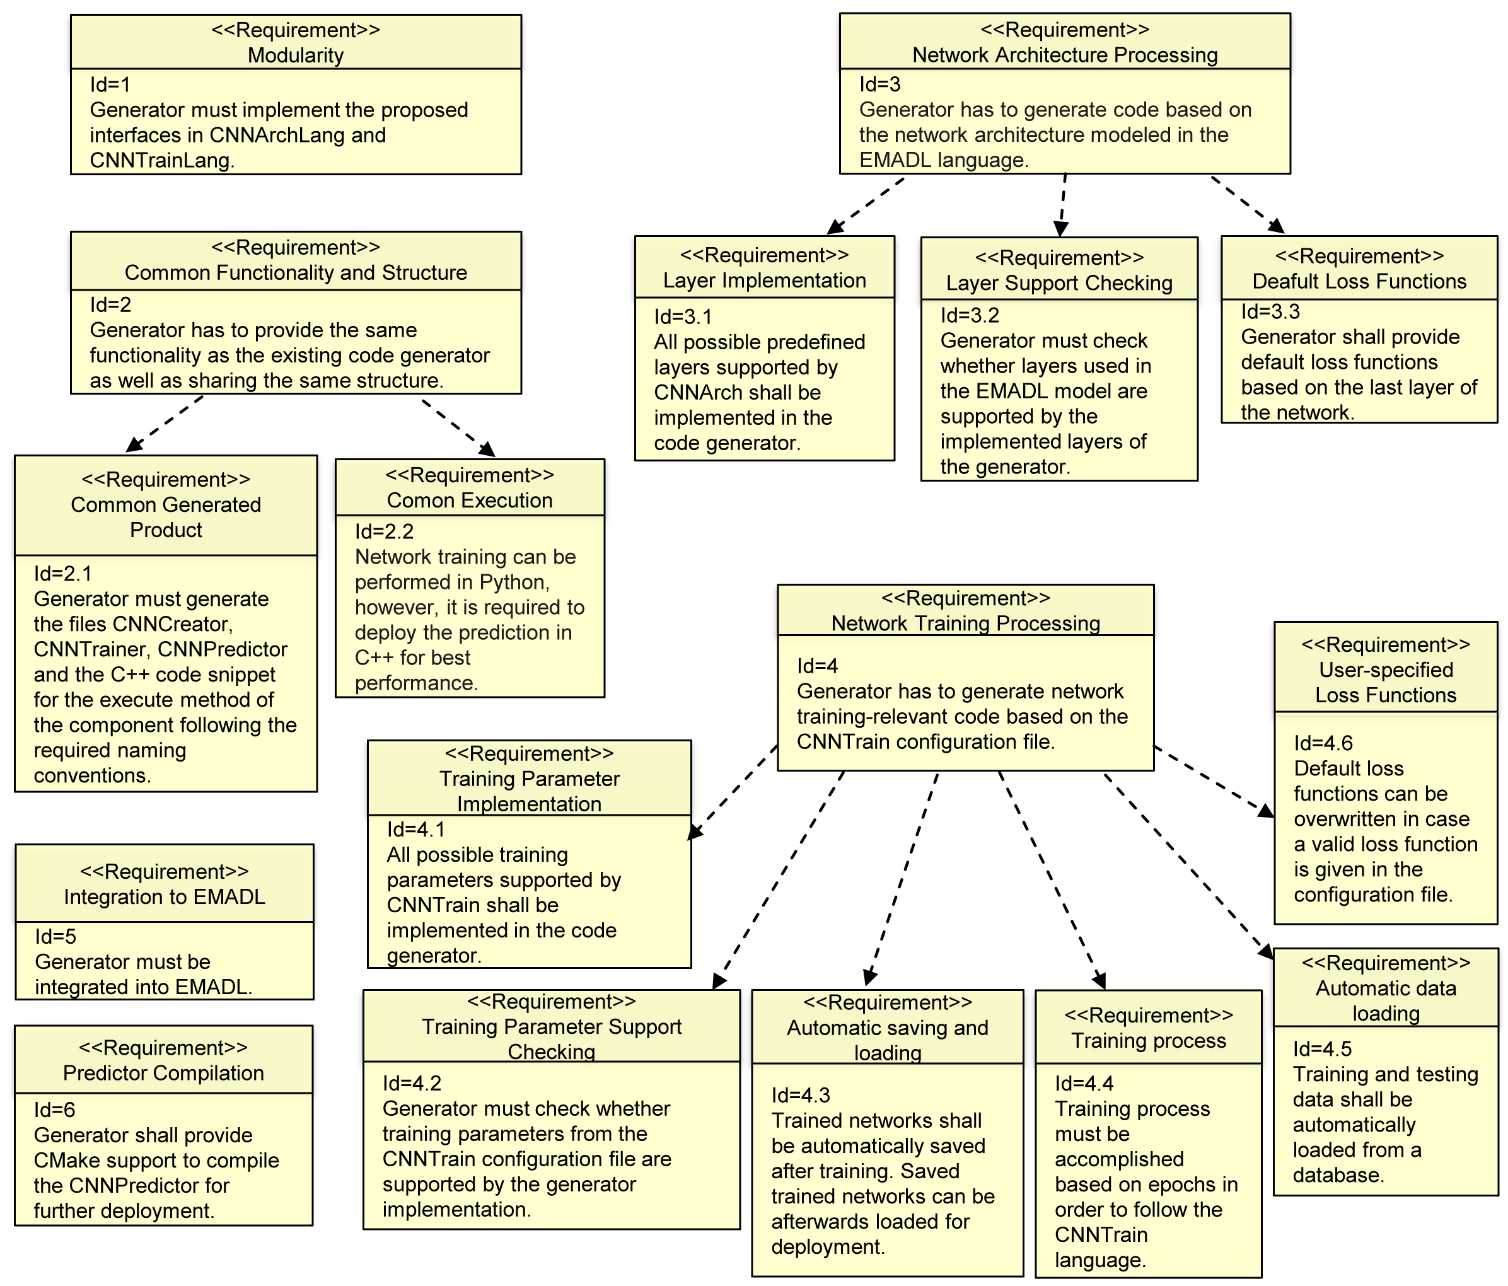 <<Requirement>>
Modularity
Id=1
Generator must implement the proposed
interfaces in CNNArchLang and
CNNTrainLang.
<<Requirement>>
Network Architecture Processing
Id=3
Generator has to generate code based on
the network architecture modeled in the
EMADL language.
<<Requirement>>
Common Functionality and Structure
Id=2
Generator has to provide the same
functionality as the existing code generator
as well as sharing the same structure.
<<Requirement>>
Layer Implementation
Id=3.1
All possible predefined
layers supported by
CNNArch shall be
implemented in the
code generator.
<<Requirement>>
Layer Support Checking
Id=3.2
Generator must check
whether layers used in
the EMADL model are
supported by the
implemented layers of
the generator.
<<Requirement>>
Deafult Loss Functions
Id=3.3
Generator shall provide
default loss functions
based on the last layer of
the network.
<<Requirement>>
Common Generated
Product
Id=2.1
Generator must generate
the files CNNCreator,
CNNTrainer, CNNPredictor
and the C++ code snippet
for the execute method of
the component following the
required naming
conventions.
<<Requirement>>
Comon Execution
Id=2.2
Network training can be
performed in Python,
however, it is required to
deploy the prediction in
C++ for best
performance.
<<Requirement>>
Network Training Processing
Id=4
Generator has to generate network
training-relevant code based on the
CNNTrain configuration file.
<<Requirement>>
User-specified
Loss Functions
Id=4.6
Default loss
functions can be
overwritten in case
a valid loss function
is given in the
configuration file.
<<Requirement>>
Training Parameter
Implementation
Id=4.1
All possible training
parameters supported by
CNNTrain shall be
implemented in the code
generator.
<<Requirement>>
Integration to EMADL
Id=5
Generator must be
integrated into EMADL.
<<Requirement>>
Predictor Compilation
Id=6
Generator shall provide
CMake support to compile
the CNNPredictor for
further deployment.
<<Requirement>>
Training Parameter Support
Checking
Id=4.2
Generator must check whether
training parameters from the
CNNTrain configuration file are
supported by the generator
implementation.
<<Requirement>>
Automatic saving and
loading
Id=4.3
Trained networks shall
be automatically saved
after training. Saved
trained networks can be
afterwards loaded for
deployment.
<<Requirement>>
Training process
Id=4.4
Training process
must be
accomplished
based on epochs in
order to follow the
CNNTrain
language.
<<Requirement>>
Automatic data
loading
Id=4.5
Training and testing
data shall be
automatically
loaded from a
database.